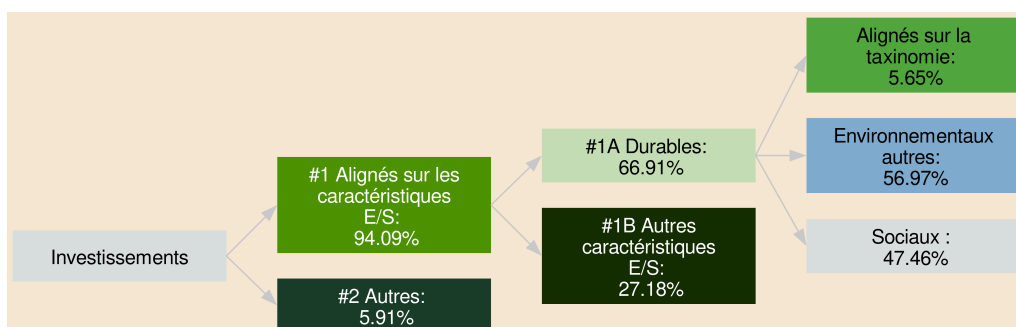 Investissements
#1 Alignés sur les
caractéristiques
E/S:
94.09%
#2 Autres:
5.91%
#1A Durables:
66.91%
#1B Autres
caractéristiques
E/S:
27.18%
Alignés sur la
taxinomie:
5.65%
Environnementaux
autres:
56.97%
Sociaux :
47.46%